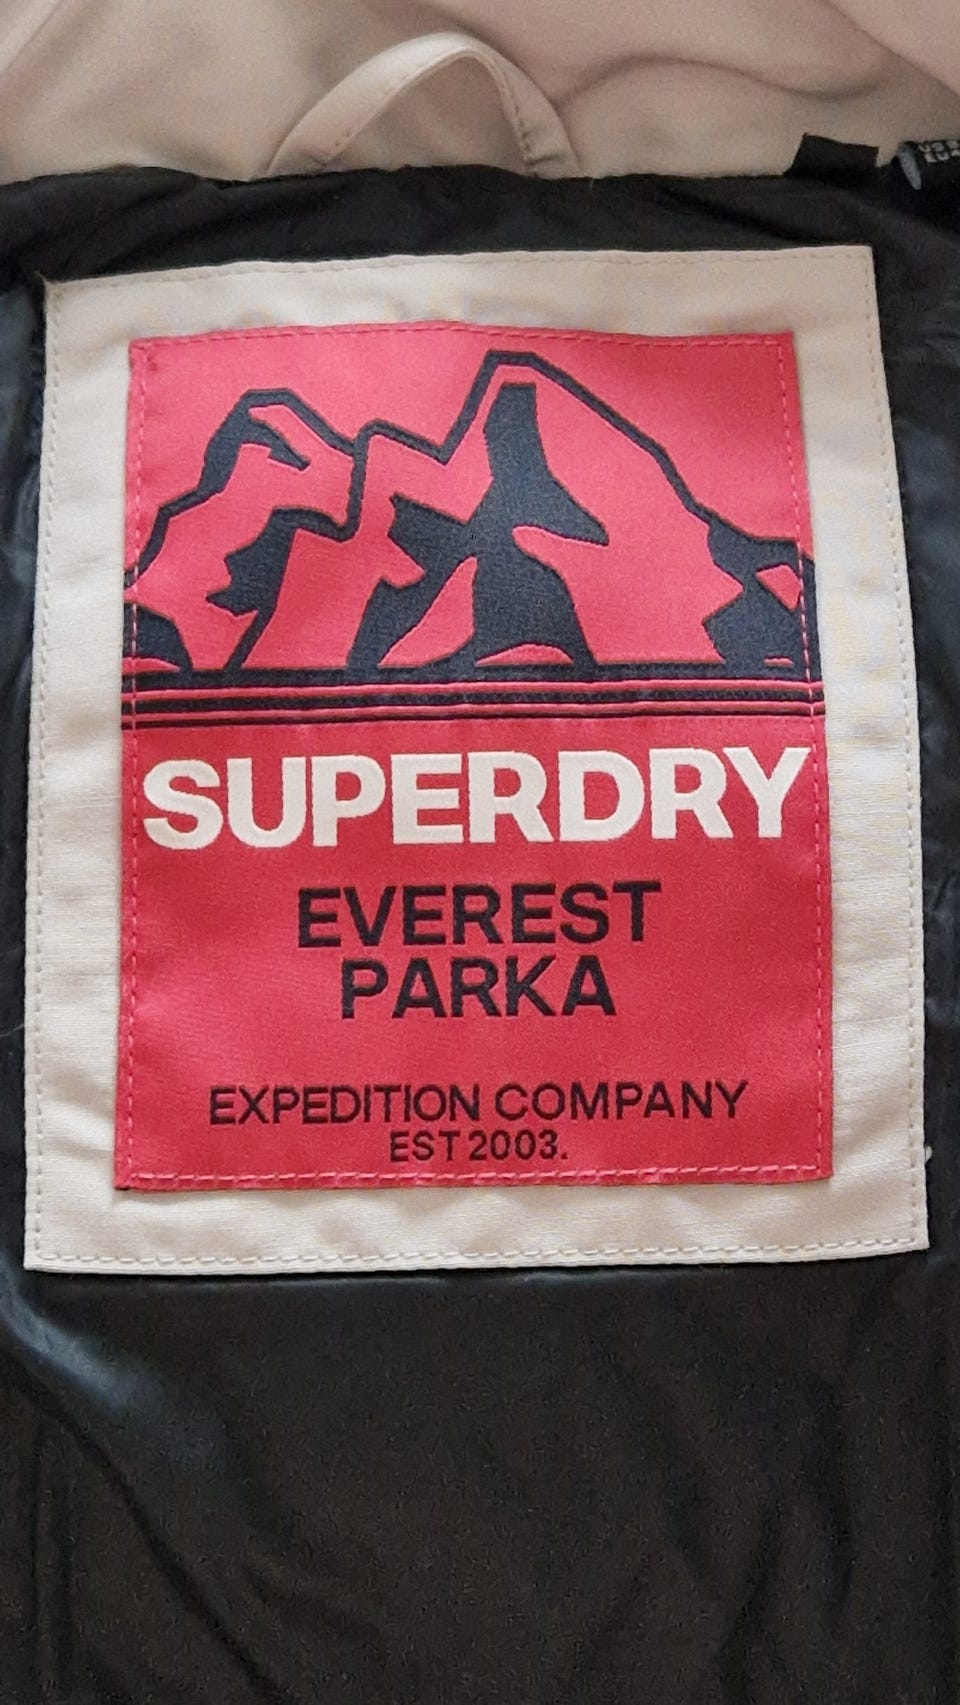 SUPERDRY
EVEREST
PARKA
EXPEDITION COMPANY
EST 2003.